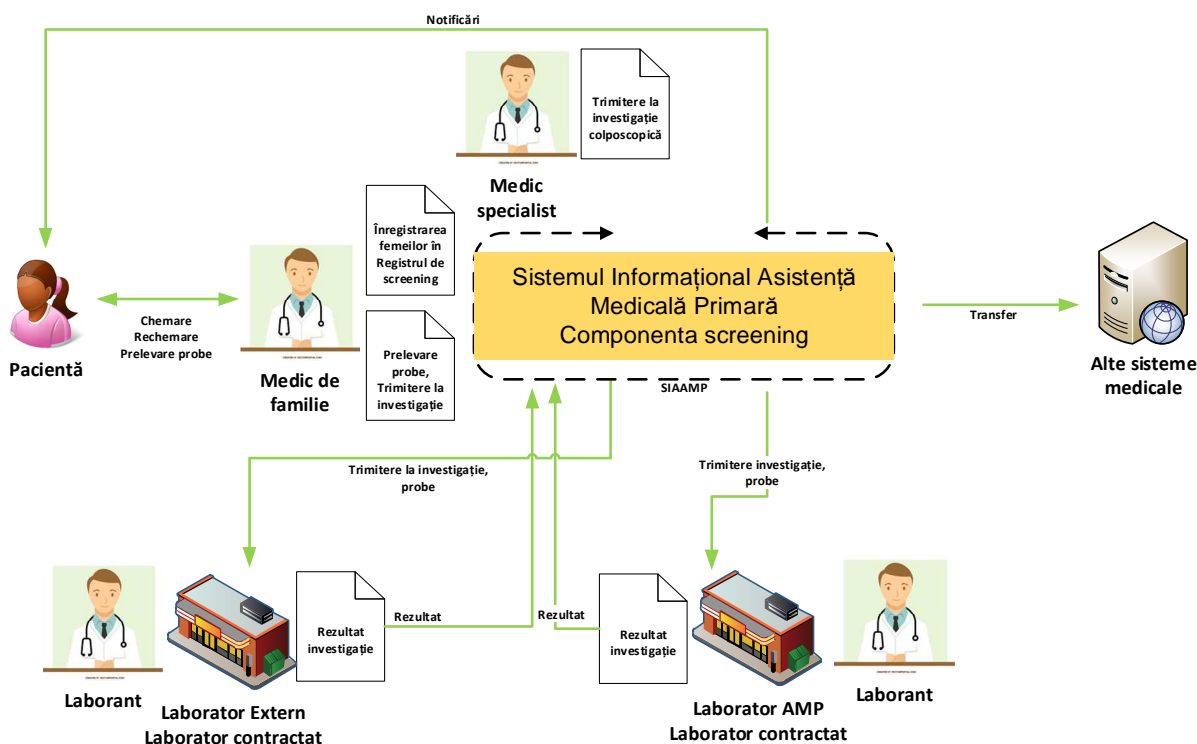 Notificări
Trimitere la
investigație
colposcopică
Medic
specialist
Înregistrarea
femeilor în
Registrul de
screening
Sistemul Informațional Asistență
Medicală Primară
Componenta screening
SIAAMP
Transfer
Alte sisteme
medicale
Pacientă
Chemare
Rechemare
Prelevare probe
Medic de
familie
Prelevare
probe,
Trimitere la
investigație
Trimitere la investigație,
probe
Trimitere investigație,
probe
Laborant
Rezultat
investigație
Rezultat
Laborator Extern
Laborator contractat
Rezultat
Rezultat
investigație
Laborator AMP
Laborator contractat
Laborant